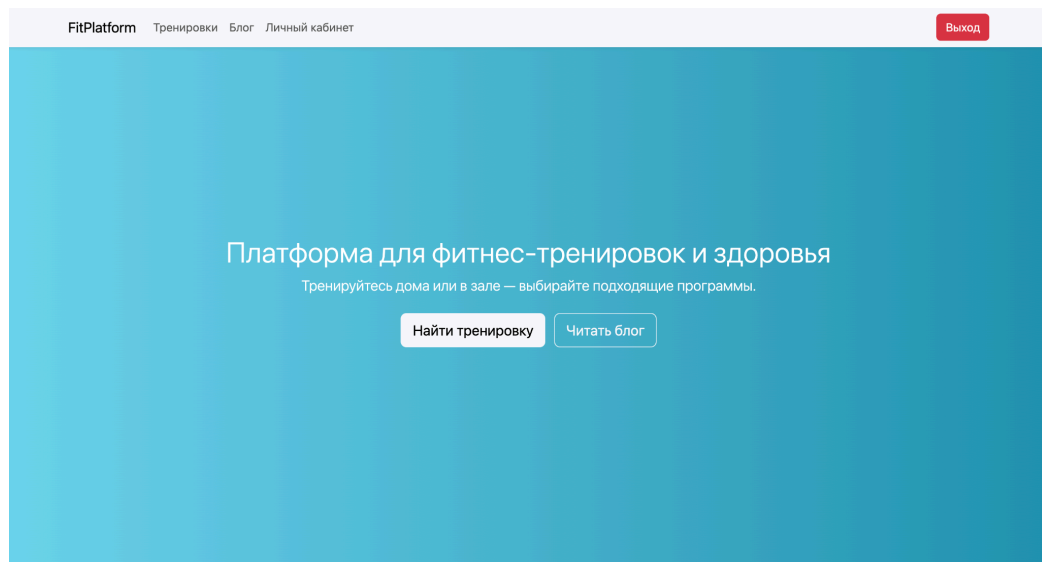 FitPlatform Тренировки Блог Личный кабинет Выход
Платформа для фитнес-тренировок и здоровья
Тренируйтесь дома или в зале — выбирайте подходящие программы.
Найти тренировку Читать блог